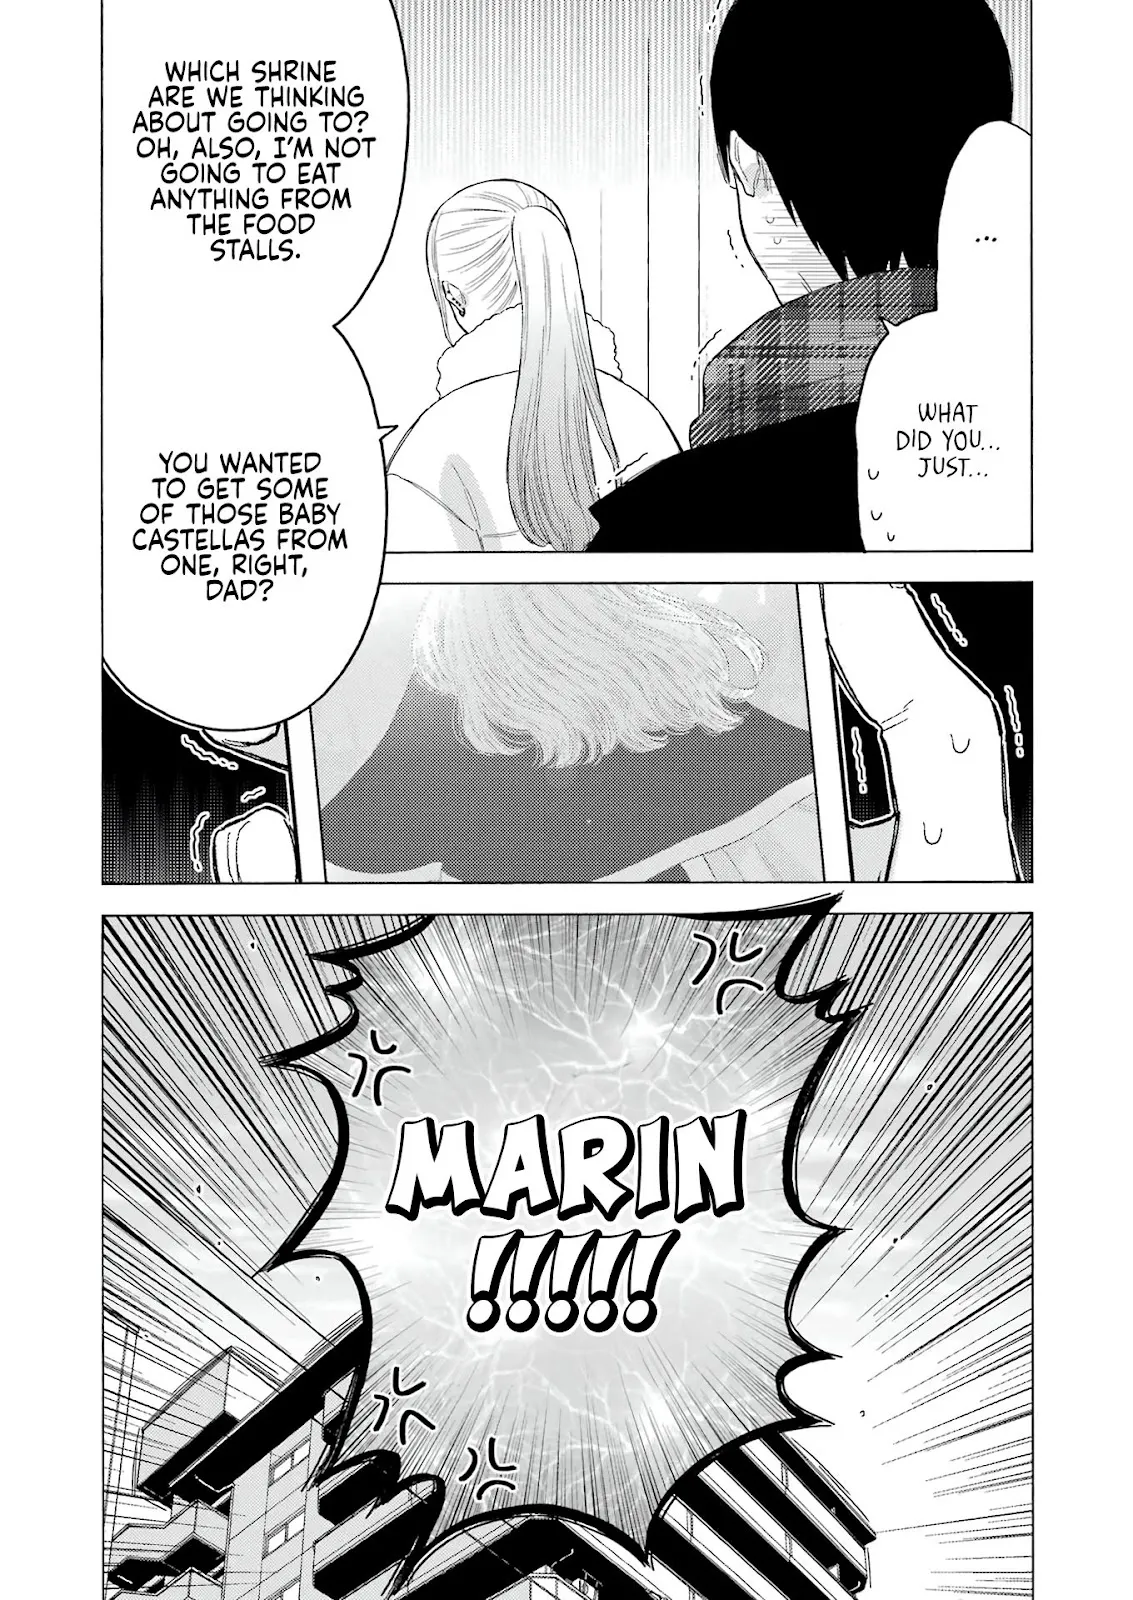 ...
WHAT
DID YOU...
JUST...
WHICH SHRINE
ARE WE THINKING
ABOUT GOING TO?
OH, ALSO, I'M NOT
GOING TO EAT
ANYTHING FROM
THE FOOD
STALLS.
YOU WANTED
TO GET SOME
OF THOSE BABY
CASTELLAS FROM
ONE, RIGHT,
DAD?
MARIN
!!!!!